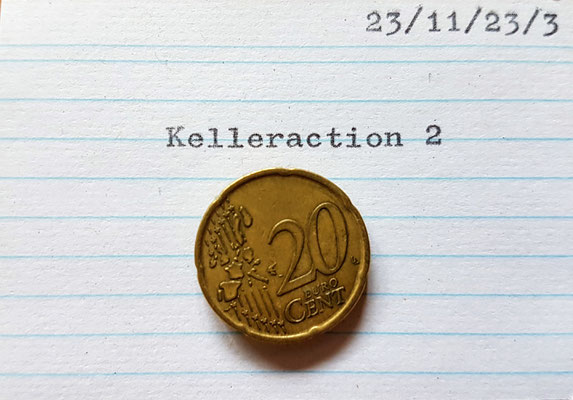 23/11/23/3
Kelleraction 2
20
EURO
CENT